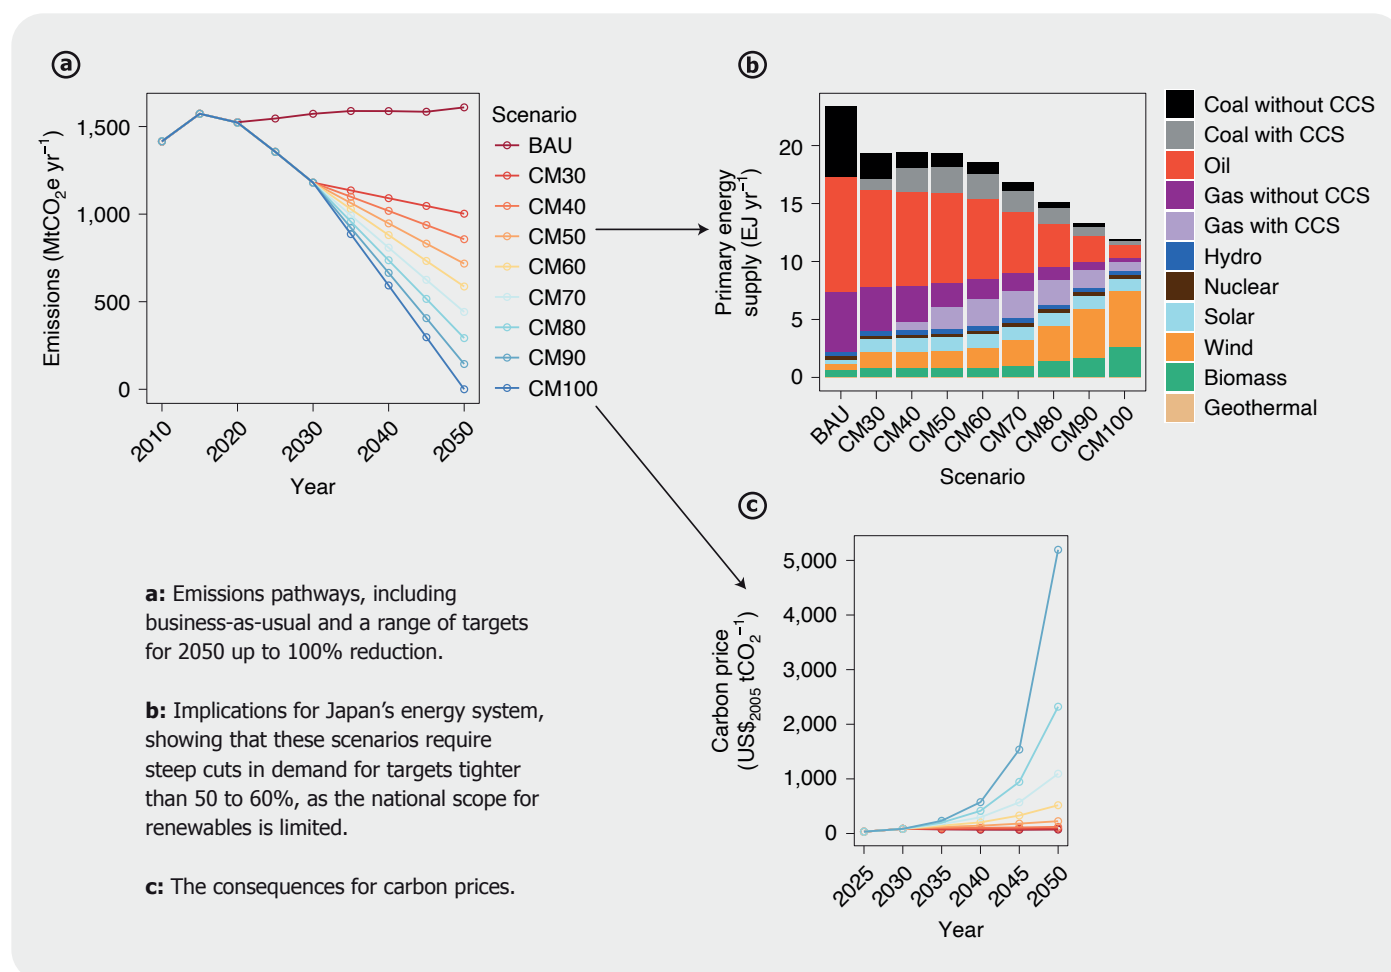 a
Emissions (MtCO2e yr−1)
1,500
1,000
500
0
2010
2020
2030
2040
2050
Year
Scenario
BAU
CM30
CM40
CM50
CM60
CM70
CM80
CM90
CM100
b
Primary energy
supply (EJ yr−1)
20
15
10
5
0
BAU
CM30
CM40
CM50
CM60
CM70
CM80
CM90
CM100
Scenario
Coal without CCS
Coal with CCS
Oil
Gas without CCS
Gas with CCS
Hydro
Nuclear
Solar
Wind
Biomass
Geothermal
a: Emissions pathways, including
business-as-usual and a range of targets
for 2050 up to 100% reduction.
b: Implications for Japan’s energy system,
showing that these scenarios require
steep cuts in demand for targets tighter
than 50 to 60%, as the national scope for
renewables is limited.
c: The consequences for carbon prices.
c
Carbon price
(US$2005 tCO2−1)
5,000
4,000
3,000
2,000
1,000
0
2025
2030
2035
2040
2045
2050
Year